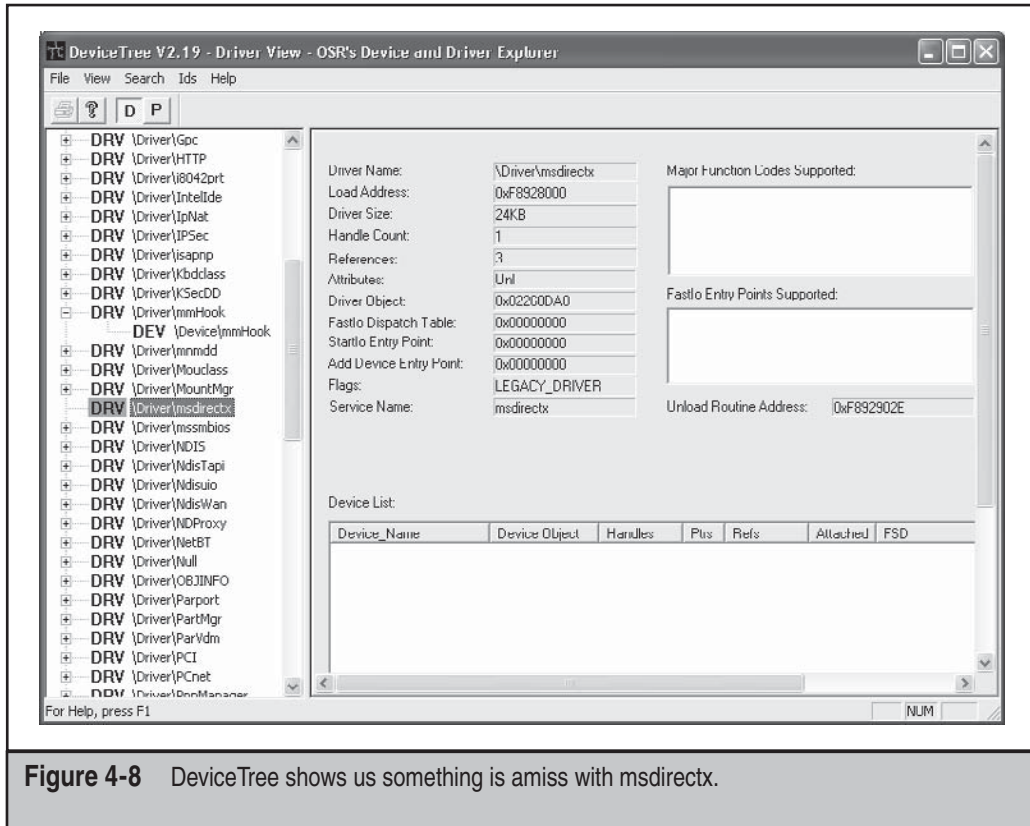 DeviceTree V2.19 - Driver View - OSR's Device and Driver Explorer
File View Search Ids Help
D P
DRV \Driver\Gpc
DRV \Driver\HTTP
DRV \Driver\i8042prt
DRV \Driver\IntelIde
DRV \Driver\IpNat
DRV \Driver\IPSec
DRV \Driver\isapnp
DRV \Driver\Kbdclass
DRV \Driver\KSecDD
DRV \Driver\mmHook
DEV \Device\mmHook
DRV \Driver\mnmdd
DRV \Driver\Mouclass
DRV \Driver\MountMgr
DRV \Driver\msdirectx
DRV \Driver\mssmbios
DRV \Driver\NDIS
DRV \Driver\NdisTapi
DRV \Driver\Ndisuio
DRV \Driver\NdisWan
DRV \Driver\NDProxy
DRV \Driver\NetBT
DRV \Driver\Null
DRV \Driver\OBJINFO
DRV \Driver\Parport
DRV \Driver\PartMgr
DRV \Driver\ParVdm
DRV \Driver\PCI
DRV \Driver\PCnet
DRV \Driver\PnpManager
Driver Name: \Driver\msdirectx
Load Address: 0xF8928000
Driver Size: 24KB
Handle Count: 1
References: 3
Attributes: Unl
Driver Object:
FastIo Dispatch Table: 0x00000000
StartIo Entry Point: 0x00000000
Add Device Entry Point: 0x00000000
Flags: LEGACY_DRIVER
Service Name: msdirectx
Major Function Codes Supported:
FastIo Entry Points Supported:
Unload Routine Address: 0xF892902E
Device List:
Device_Name Device Object Handles Ptrs Refs Attached FSD
For Help, press F1 NUM
Figure 4-8 DeviceTree shows us something is amiss with msdirectx.